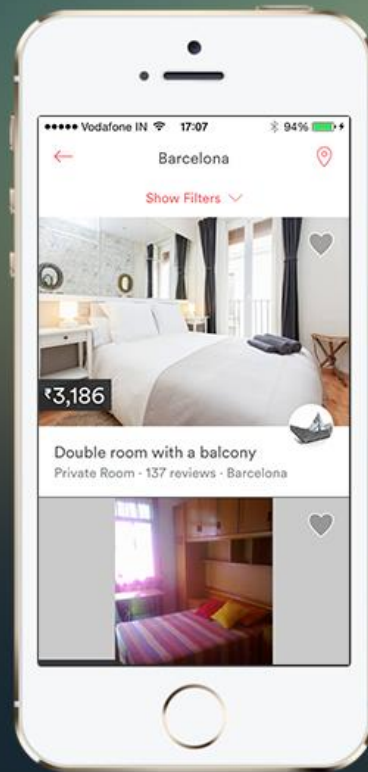 Vodafone IN 17:07 94%
Barcelona
Show Filters
₹3,186
Double room with a balcony
Private Room · 137 reviews · Barcelona